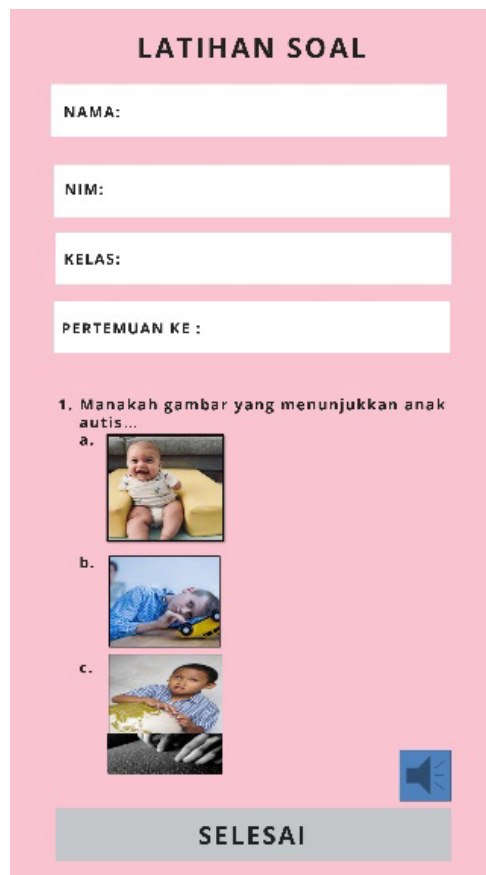 LATIHAN SOAL
NAMA:
NIM:
KELAS:
PERTEMUAN KE :
1. Manakah gambar yang menunjukkan anak
autis...
a.
b.
c.
SELESAI